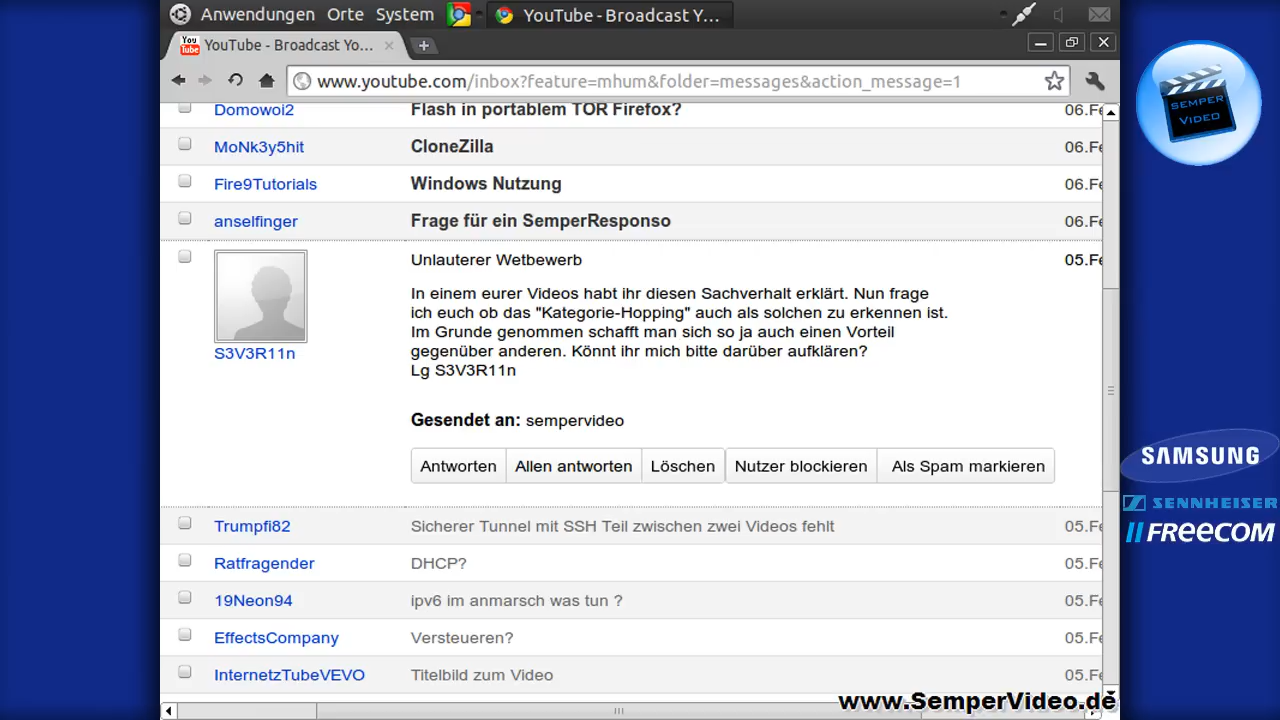 Anwendungen Orte System YouTube - Broadcast Y...
YouTube - Broadcast Yo...
www.youtube.com/inbox?feature=mhum&folder=messages&action_message=1
Domowoi2 Flash in portablem TOR Firefox? 06.Fe
MoNk3y5hit CloneZilla 06.Fe
Fire9Tutorials Windows Nutzung 06.Fe
anselfinger Frage für ein SemperResponso 06.Fe
Unlauterer Wetbewerb 05.Fe
In einem eurer Videos habt ihr diesen Sachverhalt erklärt. Nun frage
ich euch ob das "Kategorie-Hopping" auch als solchen zu erkennen ist.
Im Grunde genommen schafft man sich so ja auch einen Vorteil
gegenüber anderen. Könnt ihr mich bitte darüber aufklären?
Lg S3V3R11n
S3V3R11n
Gesendet an: sempervideo
Antworten Allen antworten Löschen Nutzer blockieren Als Spam markieren
Trumpfi82 Sicherer Tunnel mit SSH Teil zwischen zwei Videos fehlt 05.Fe
Ratfragender DHCP? 05.Fe
19Neon94 ipv6 im anmarsch was tun ? 05.Fe
EffectsCompany Versteueren? 05.Fe
InternetzTubeVEVO Titelbild zum Video 05.Fe
www.SemperVideo.de
SEMPER
VIDEO
SAMSUNG
SENNHEISER
FREECOM
You
Tube